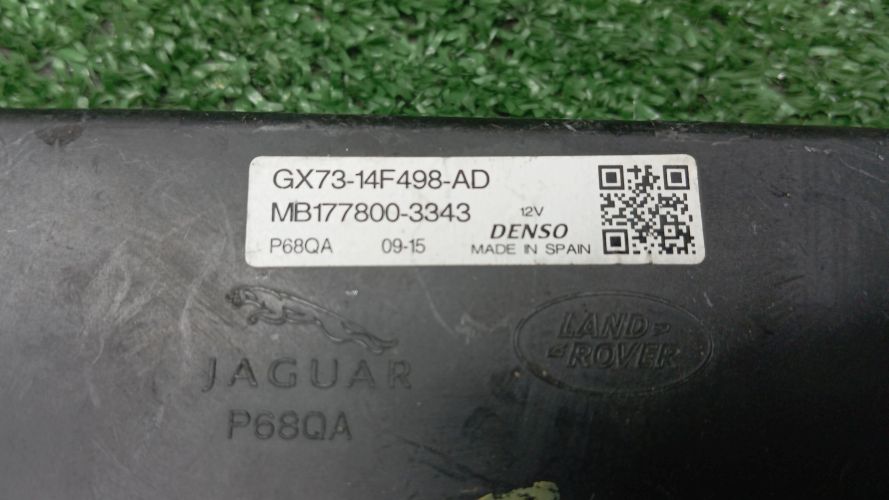 GX73-14F498-AD
MB177800-3343
12V
DENSO
P68QA 09-15 MADE IN SPAIN
JAGUAR
LAND
ROVER
P68QA